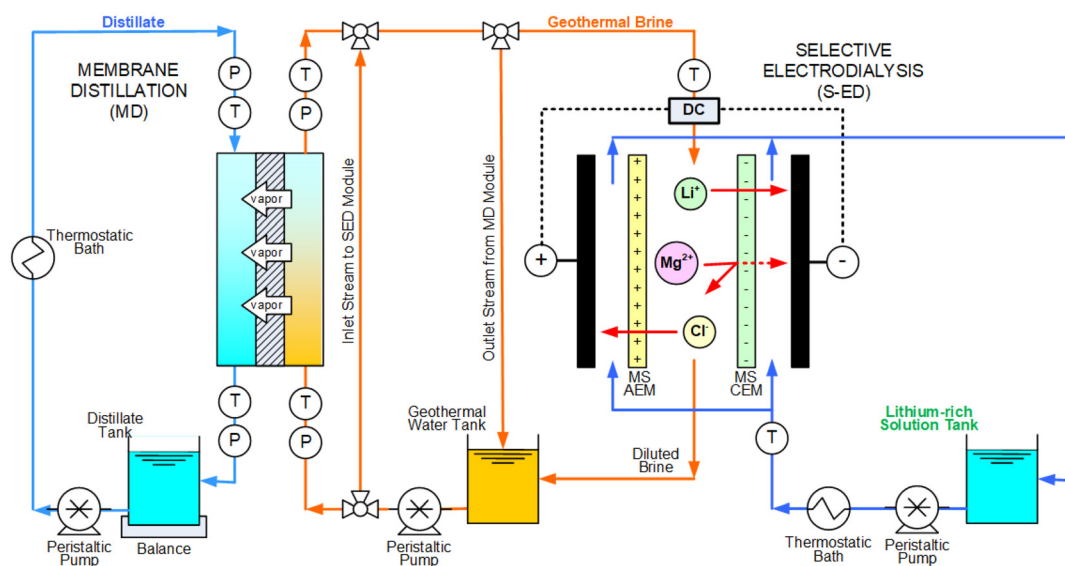 Distillate
MEMBRANE
DISTILLATION
(MD)
P
T
T
P
vapor
vapor
vapor
Thermostatic
Bath
T
P
T
P
Distillate
Tank
Peristaltic
Pump
Balance
Inlet Stream to SED Module
Outlet Stream from MD Module
Geothermal Brine
Geothermal
Water Tank
Peristaltic
Pump
SELECTIVE
ELECTRODIALYSIS
(S-ED)
T
DC
+
-
+
+
+
+
+
+
+
+
+
+
+
+
+
-
-
-
-
-
-
-
-
-
-
-
-
-
Li⁺
Mg²⁺
Cl⁻
MS
AEM
MS
CEM
Diluted
Brine
T
Thermostatic
Bath
Peristaltic
Pump
Lithium-rich
Solution Tank